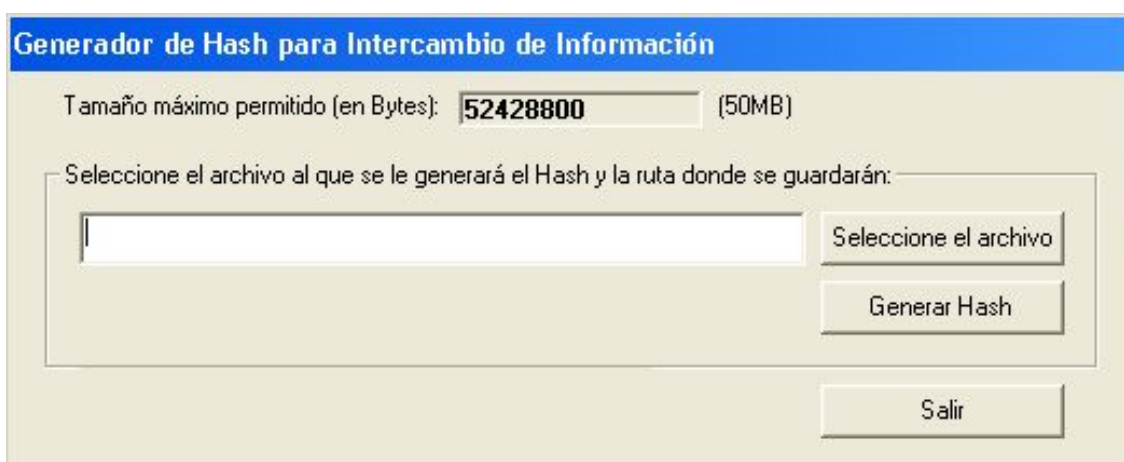 Generador de Hash para Intercambio de Información
Tamaño máximo permitido (en Bytes): 52428800 (50MB)
Seleccione el archivo al que se le generará el Hash y la ruta donde se guardarán:
Seleccione el archivo
Generar Hash
Salir